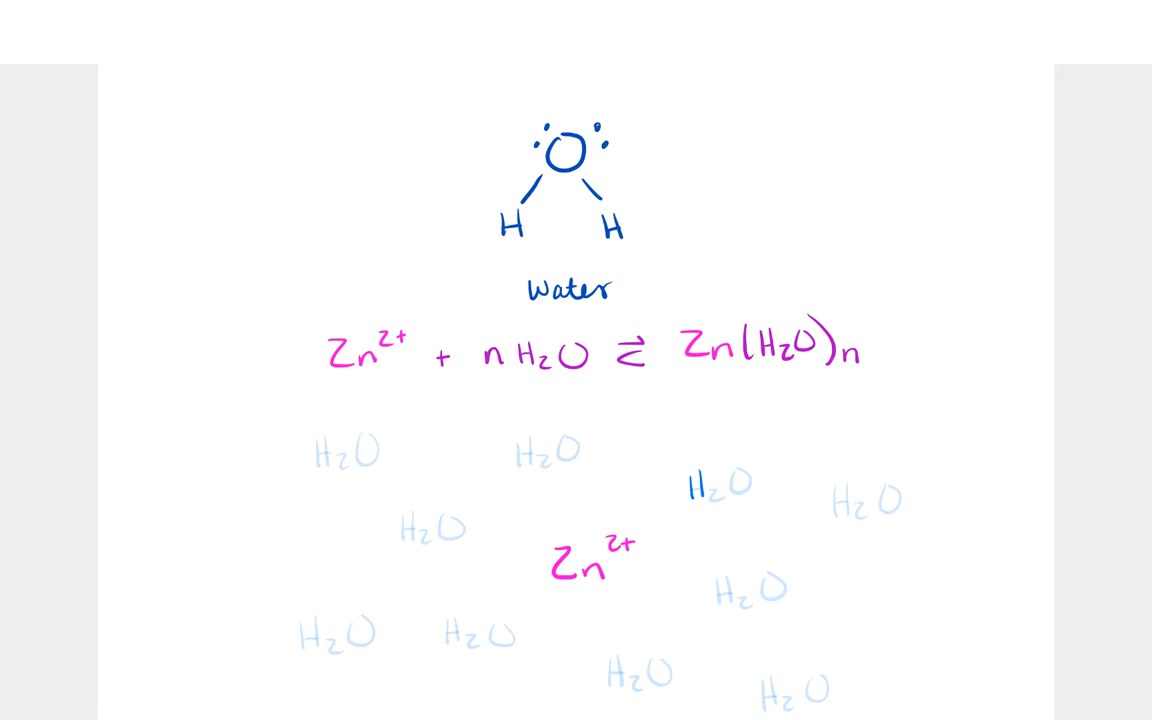 :O:
H H
Water
Zn²⁺ + n H₂O ⇄ Zn(H₂O)n
H₂O H₂O
H₂O H₂O
H₂O
Zn²⁺
H₂O
H₂O H₂O
H₂O
H₂O